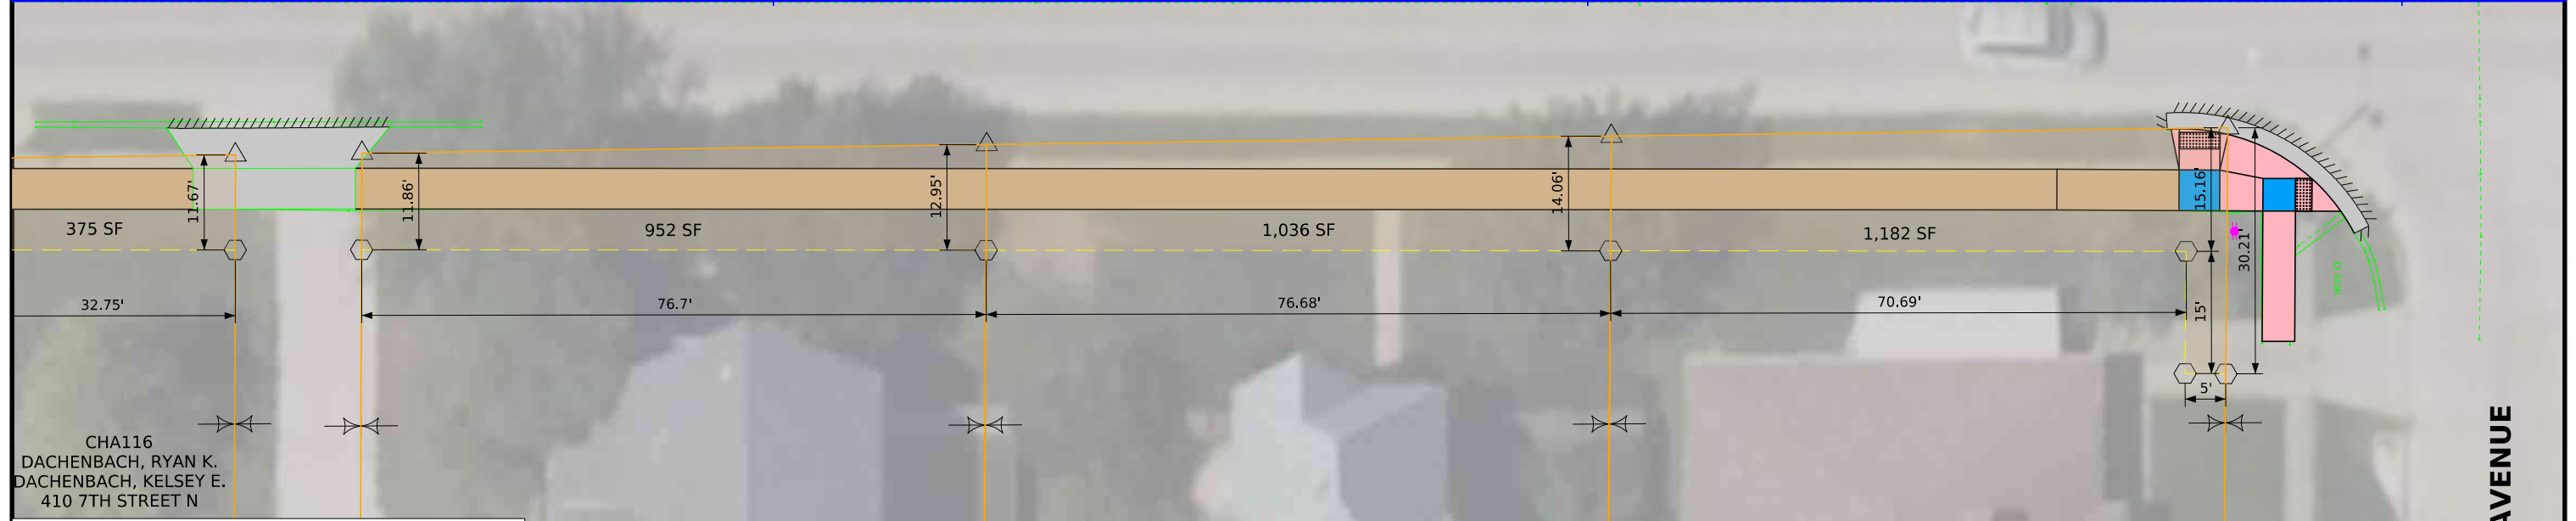 11.67'
11.86'
12.95'
14.06'
15.16'
30.21'
375 SF
952 SF
1,036 SF
1,182 SF
32.75'
76.7'
76.68'
70.69'
15'
5'
CHA116
DACHENBACH, RYAN K.
DACHENBACH, KELSEY E.
410 7TH STREET N
AVENUE